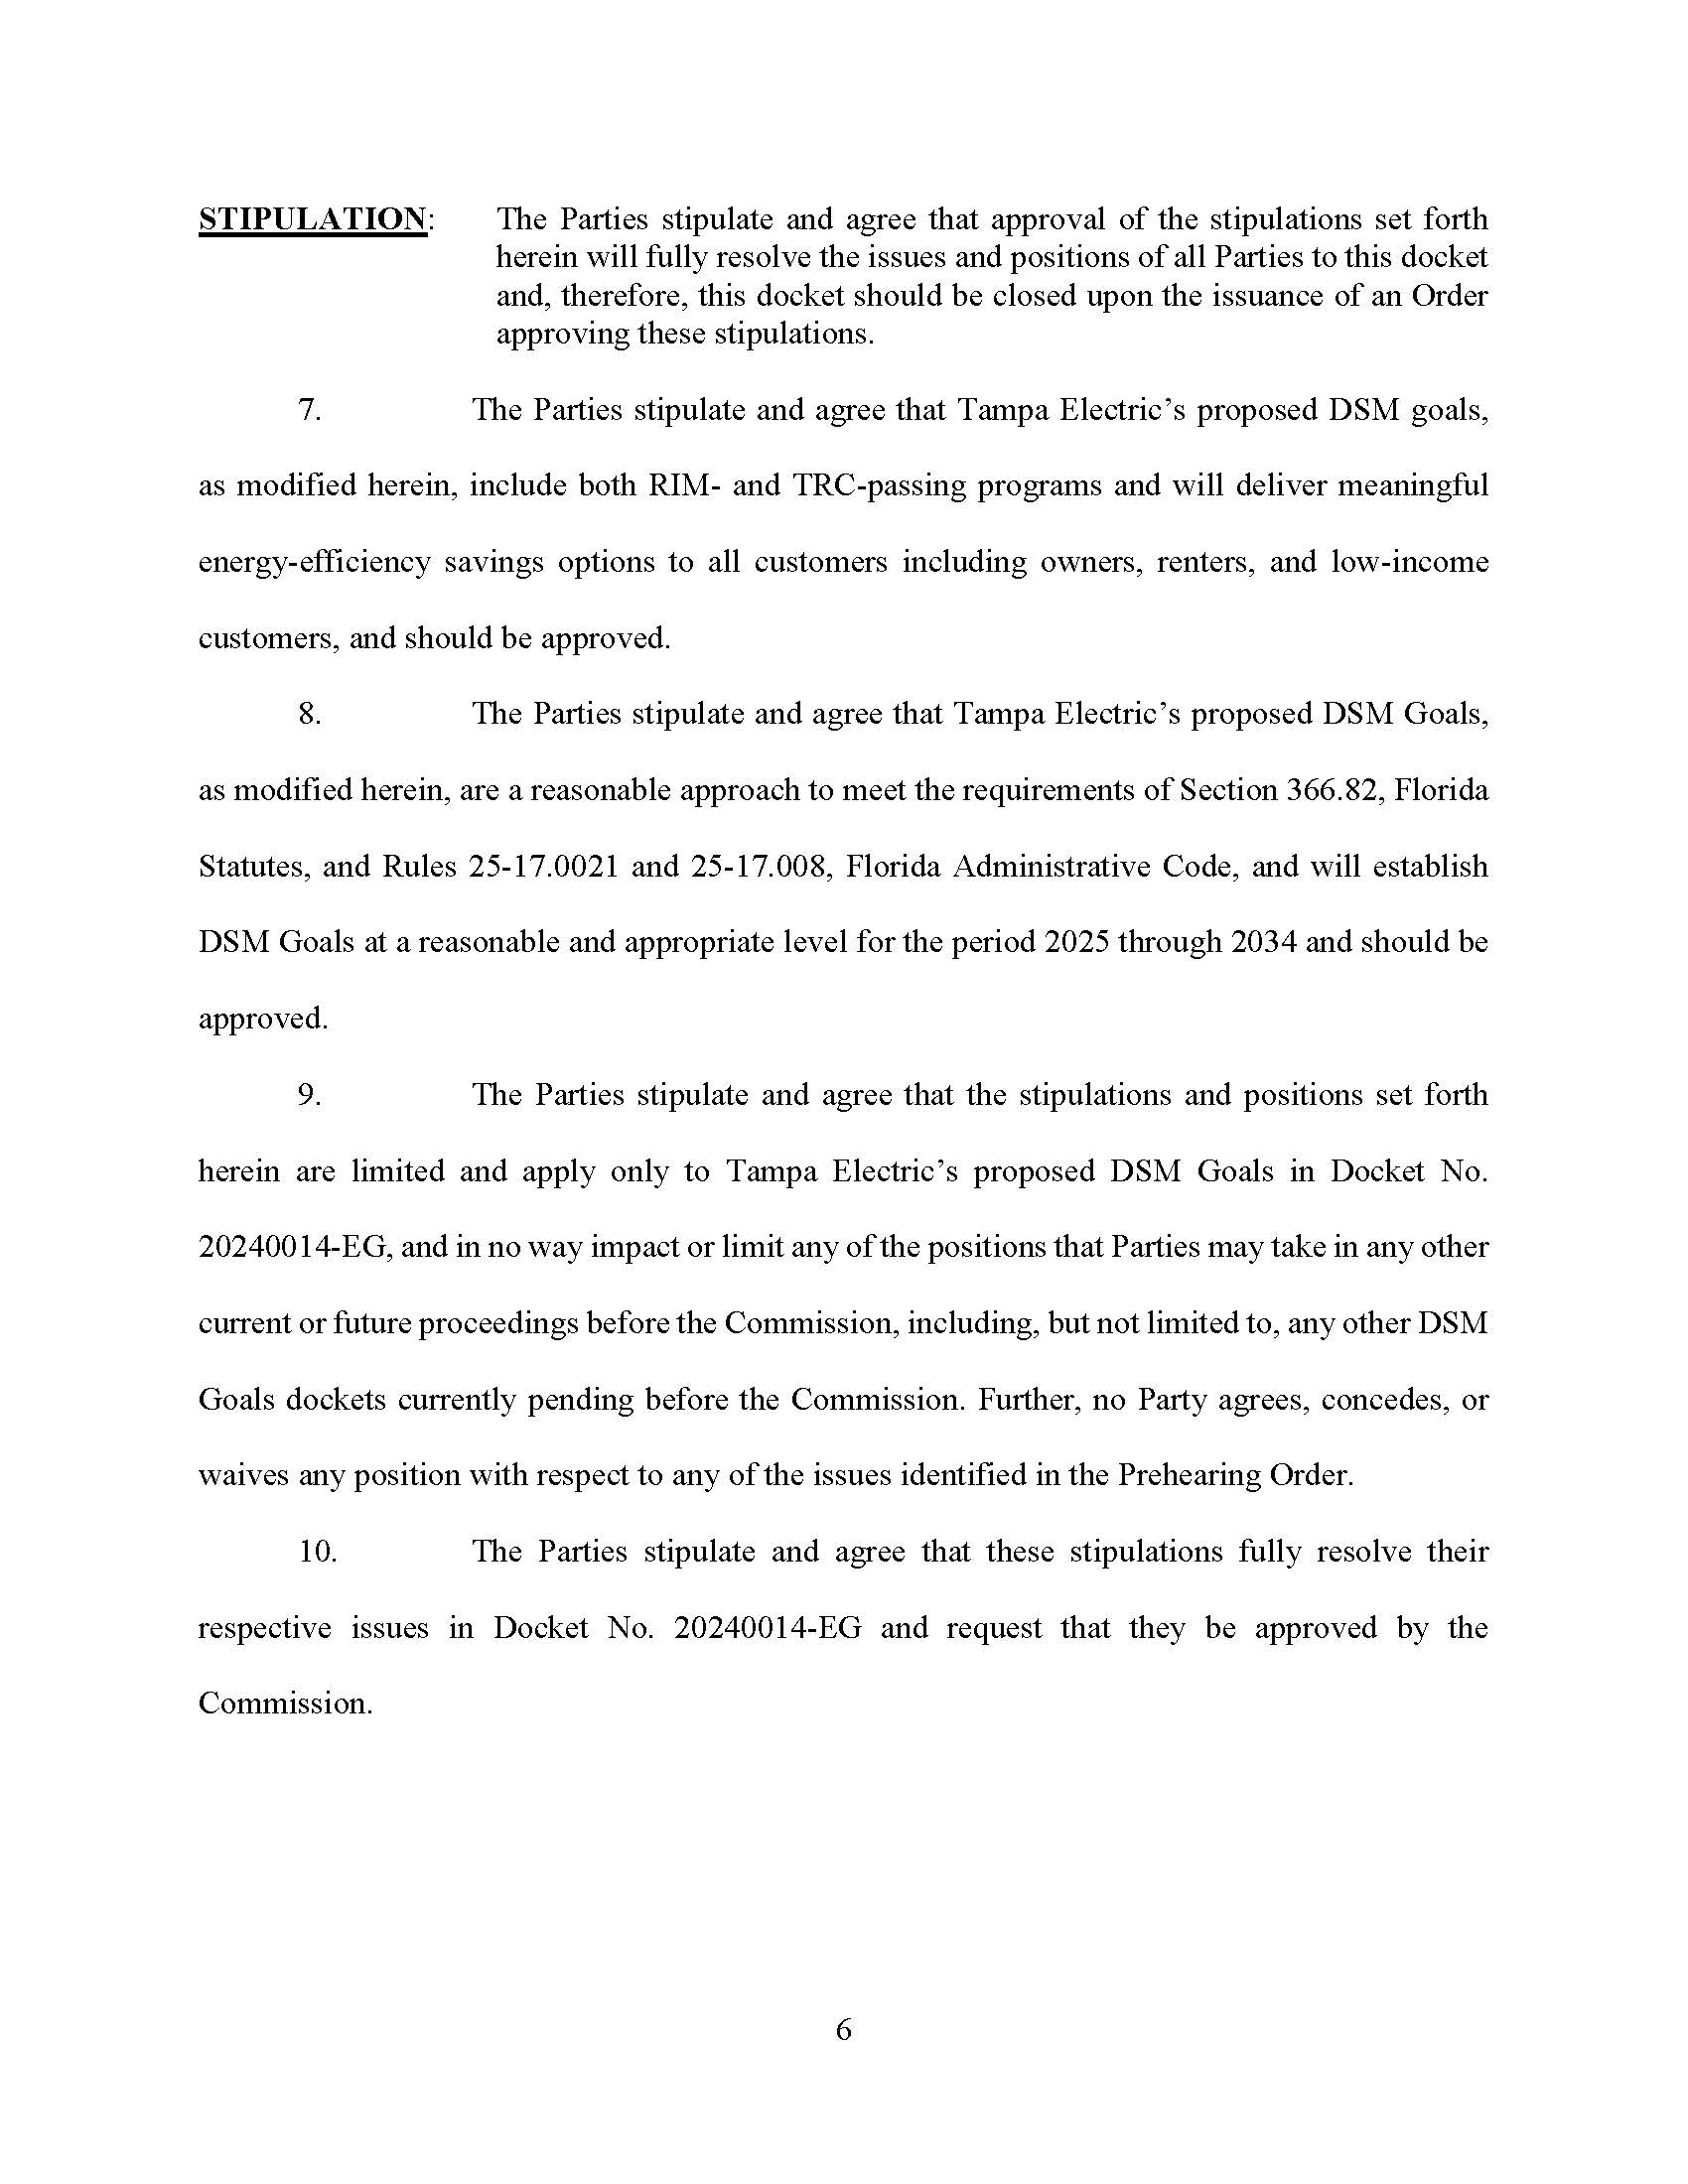 STIPULATION: The Parties stipulate and agree that approval of the stipulations set forth
herein will fully resolve the issues and positions of all Parties to this docket
and, therefore, this docket should be closed upon the issuance of an Order
approving these stipulations.
7. The Parties stipulate and agree that Tampa Electric’s proposed DSM goals,
as modified herein, include both RIM- and TRC-passing programs and will deliver meaningful
energy-efficiency savings options to all customers including owners, renters, and low-income
customers, and should be approved.
8. The Parties stipulate and agree that Tampa Electric’s proposed DSM Goals,
as modified herein, are a reasonable approach to meet the requirements of Section 366.82, Florida
Statutes, and Rules 25-17.0021 and 25-17.008, Florida Administrative Code, and will establish
DSM Goals at a reasonable and appropriate level for the period 2025 through 2034 and should be
approved.
9. The Parties stipulate and agree that the stipulations and positions set forth
herein are limited and apply only to Tampa Electric’s proposed DSM Goals in Docket No.
20240014-EG, and in no way impact or limit any of the positions that Parties may take in any other
current or future proceedings before the Commission, including, but not limited to, any other DSM
Goals dockets currently pending before the Commission. Further, no Party agrees, concedes, or
waives any position with respect to any of the issues identified in the Prehearing Order.
10. The Parties stipulate and agree that these stipulations fully resolve their
respective issues in Docket No. 20240014-EG and request that they be approved by the
Commission.
6